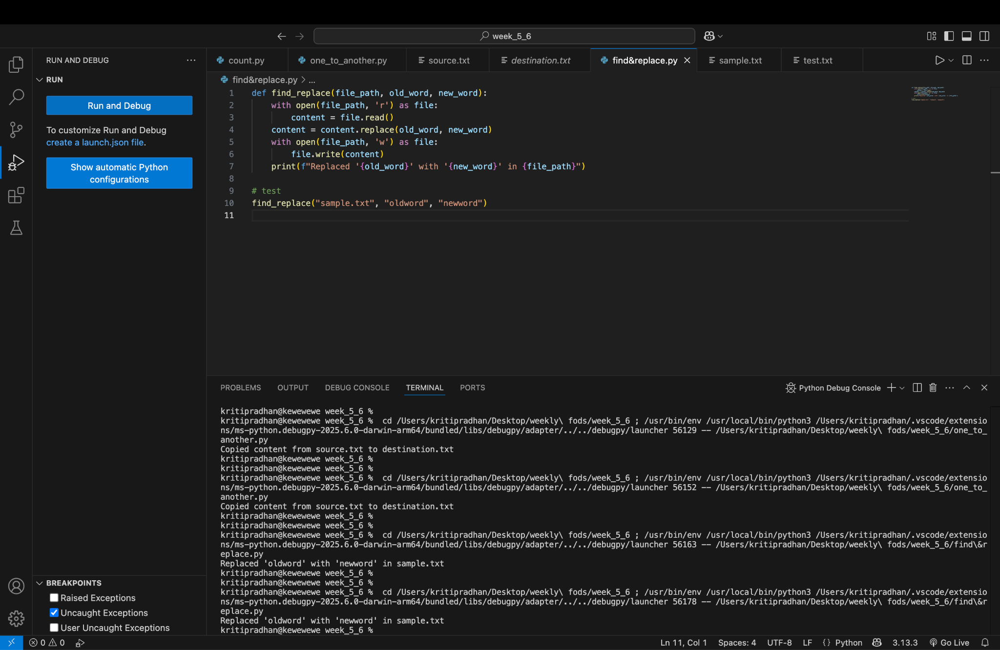 week_5_6
RUN AND DEBUG
RUN
Run and Debug
To customize Run and Debug
create a launch.json file.
Show automatic Python
configurations
count.py
one_to_another.py
source.txt
destination.txt
find&replace.py
sample.txt
test.txt
find&replace.py > ...
1 def find_replace(file_path, old_word, new_word):
2 with open(file_path, 'r') as file:
3 content = file.read()
4 content = content.replace(old_word, new_word)
5 with open(file_path, 'w') as file:
6 file.write(content)
7 print(f"Replaced '{old_word}' with '{new_word}' in {file_path}")
8
9 # test
10 find_replace("sample.txt", "oldword", "newword")
11
PROBLEMS
OUTPUT
DEBUG CONSOLE
TERMINAL
PORTS
Python Debug Console
kritipradhan@kewewewe week_5_6 %
kritipradhan@kewewewe week_5_6 % cd /Users/kritipradhan/Desktop/weekly\ fods/week_5_6 ; /usr/bin/env /usr/local/bin/python3 /Users/kritipradhan/.vscode/extensio
ns/ms-python.debugpy-2025.6.0-darwin-arm64/bundled/libs/debugpy/adapter/../../debugpy/launcher 56129 -- /Users/kritipradhan/Desktop/weekly\ fods/week_5_6/one_to_
another.py
Copied content from source.txt to destination.txt
kritipradhan@kewewewe week_5_6 %
kritipradhan@kewewewe week_5_6 %
kritipradhan@kewewewe week_5_6 % cd /Users/kritipradhan/Desktop/weekly\ fods/week_5_6 ; /usr/bin/env /usr/local/bin/python3 /Users/kritipradhan/.vscode/extensio
ns/ms-python.debugpy-2025.6.0-darwin-arm64/bundled/libs/debugpy/adapter/../../debugpy/launcher 56152 -- /Users/kritipradhan/Desktop/weekly\ fods/week_5_6/one_to_
another.py
Copied content from source.txt to destination.txt
kritipradhan@kewewewe week_5_6 %
kritipradhan@kewewewe week_5_6 %
kritipradhan@kewewewe week_5_6 % cd /Users/kritipradhan/Desktop/weekly\ fods/week_5_6 ; /usr/bin/env /usr/local/bin/python3 /Users/kritipradhan/.vscode/extensio
ns/ms-python.debugpy-2025.6.0-darwin-arm64/bundled/libs/debugpy/adapter/../../debugpy/launcher 56163 -- /Users/kritipradhan/Desktop/weekly\ fods/week_5_6/find\&r
eplace.py
Replaced 'oldword' with 'newword' in sample.txt
kritipradhan@kewewewe week_5_6 %
kritipradhan@kewewewe week_5_6 %
kritipradhan@kewewewe week_5_6 % cd /Users/kritipradhan/Desktop/weekly\ fods/week_5_6 ; /usr/bin/env /usr/local/bin/python3 /Users/kritipradhan/.vscode/extensio
ns/ms-python.debugpy-2025.6.0-darwin-arm64/bundled/libs/debugpy/adapter/../../debugpy/launcher 56178 -- /Users/kritipradhan/Desktop/weekly\ fods/week_5_6/find\&r
eplace.py
Replaced 'oldword' with 'newword' in sample.txt
kritipradhan@kewewewe week_5_6 %
BREAKPOINTS
Raised Exceptions
Uncaught Exceptions
User Uncaught Exceptions
0 0
Ln 11, Col 1
Spaces: 4
UTF-8
LF
{} Python
3.13.3
Go Live